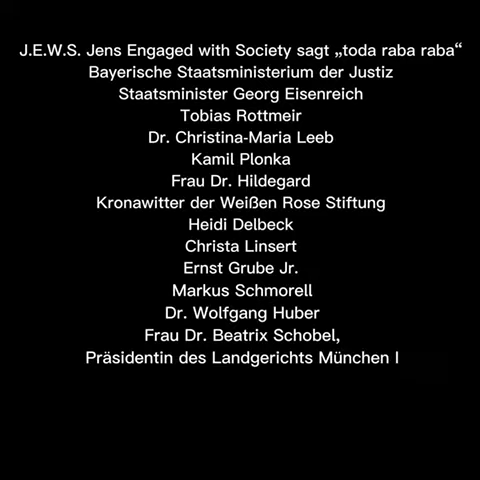 J.E.W.S. Jens Engaged with Society sagt „toda raba raba“
Bayerische Staatsministerium der Justiz
Staatsminister Georg Eisenreich
Tobias Rottmeir
Dr. Christina-Maria Leeb
Kamil Plonka
Frau Dr. Hildegard
Kronawitter der Weißen Rose Stiftung
Heidi Delbeck
Christa Linsert
Ernst Grube Jr.
Markus Schmorell
Dr. Wolfgang Huber
Frau Dr. Beatrix Schobel,
Präsidentin des Landgerichts München I